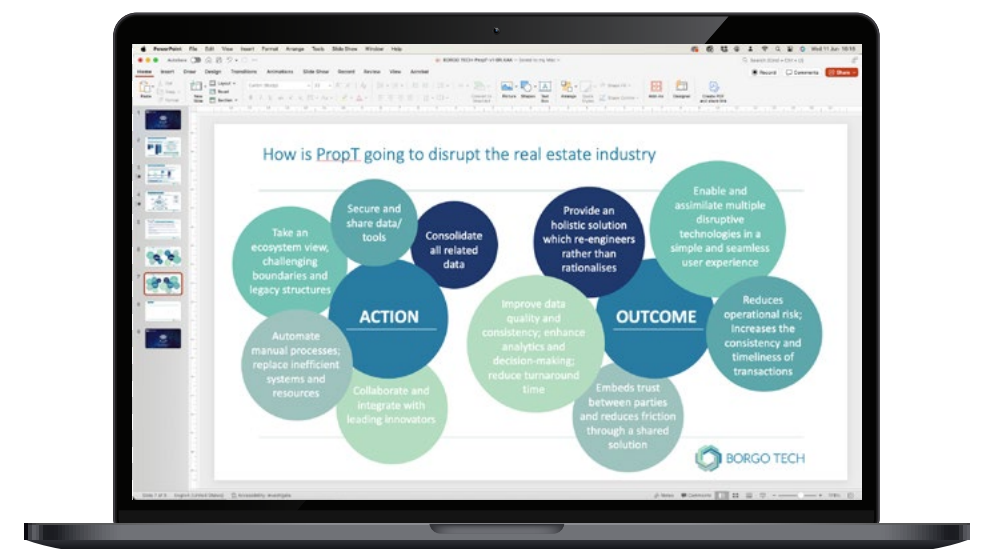 PowerPoint File Edit View Insert Format Arrange Tools Slide Show Window Help
Wed 11 Jun
Home Insert Draw Design Transitions Animations Slide Show Record Review View Acrobat
Record Comments Share
How is PropT going to disrupt the real estate industry
Take an
ecosystem view,
challenging
boundaries and
legacy structures
Secure and
share data/
tools
Consolidate
all related
data
ACTION
Automate
manual processes;
replace inefficient
systems and
resources
Collaborate and
integrate with
leading innovators
Provide an
holistic solution
which re-engineers
rather than
rationalises
Enable and
assimilate multiple
disruptive
technologies in a
simple and seamless
user experience
Improve data
quality and
consistency; enhance
analytics and
decision-making;
reduce turnaround
time
OUTCOME
Reduces
operational risk;
Increases the
consistency and
timeliness of
transactions
Embeds trust
between parties
and reduces friction
through a shared
solution
BORGO TECH